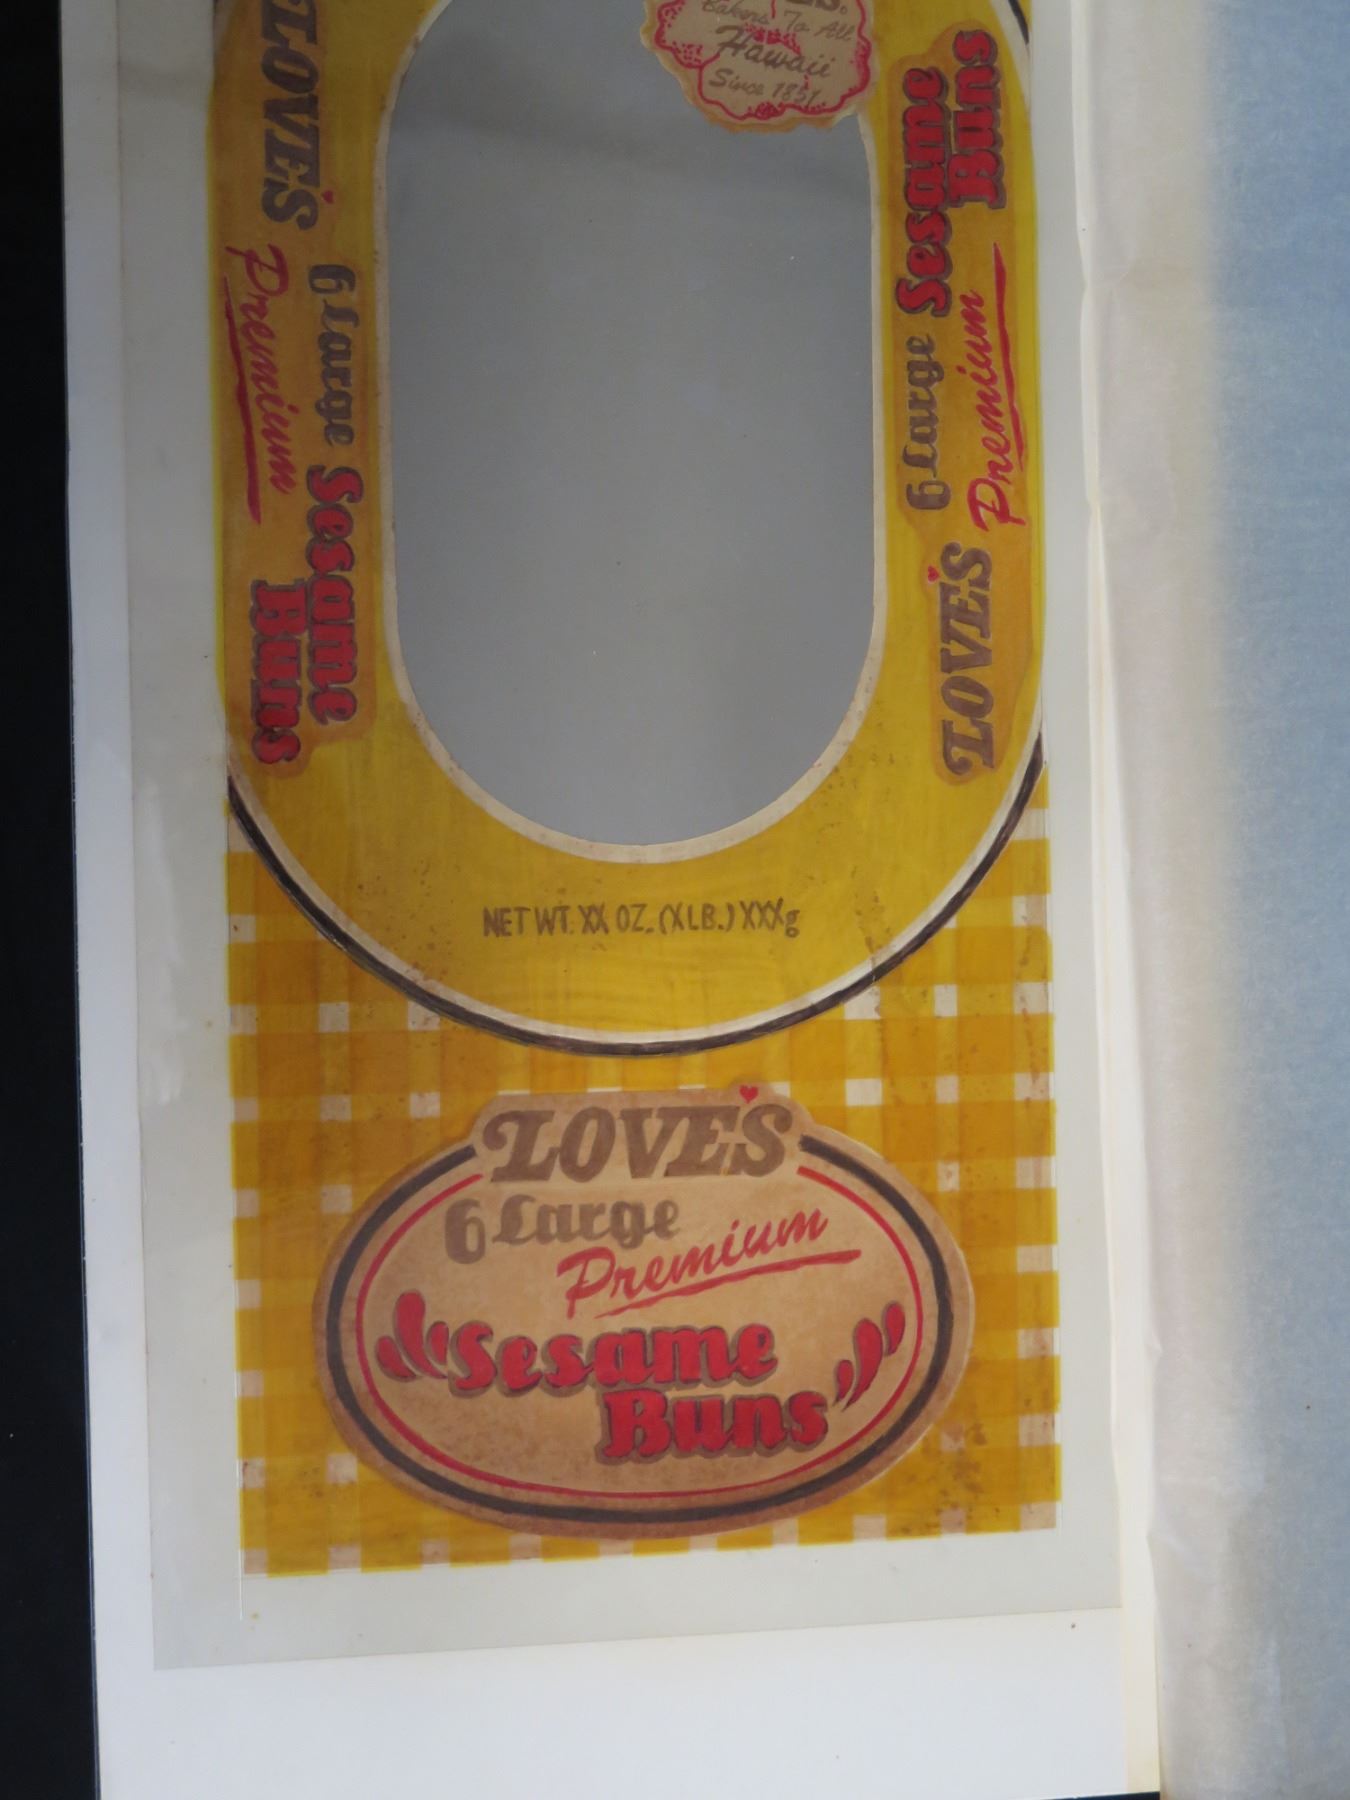 Bakers To All
Hawaii
Since 1851
LOVE'S
Premium
6 Large Sesame
Buns
LOVE'S
Premium
6 Large Sesame
Buns
NET WT. XX OZ. (X LB.) XXXg
LOVE'S
6 Large
Premium
Sesame
Buns